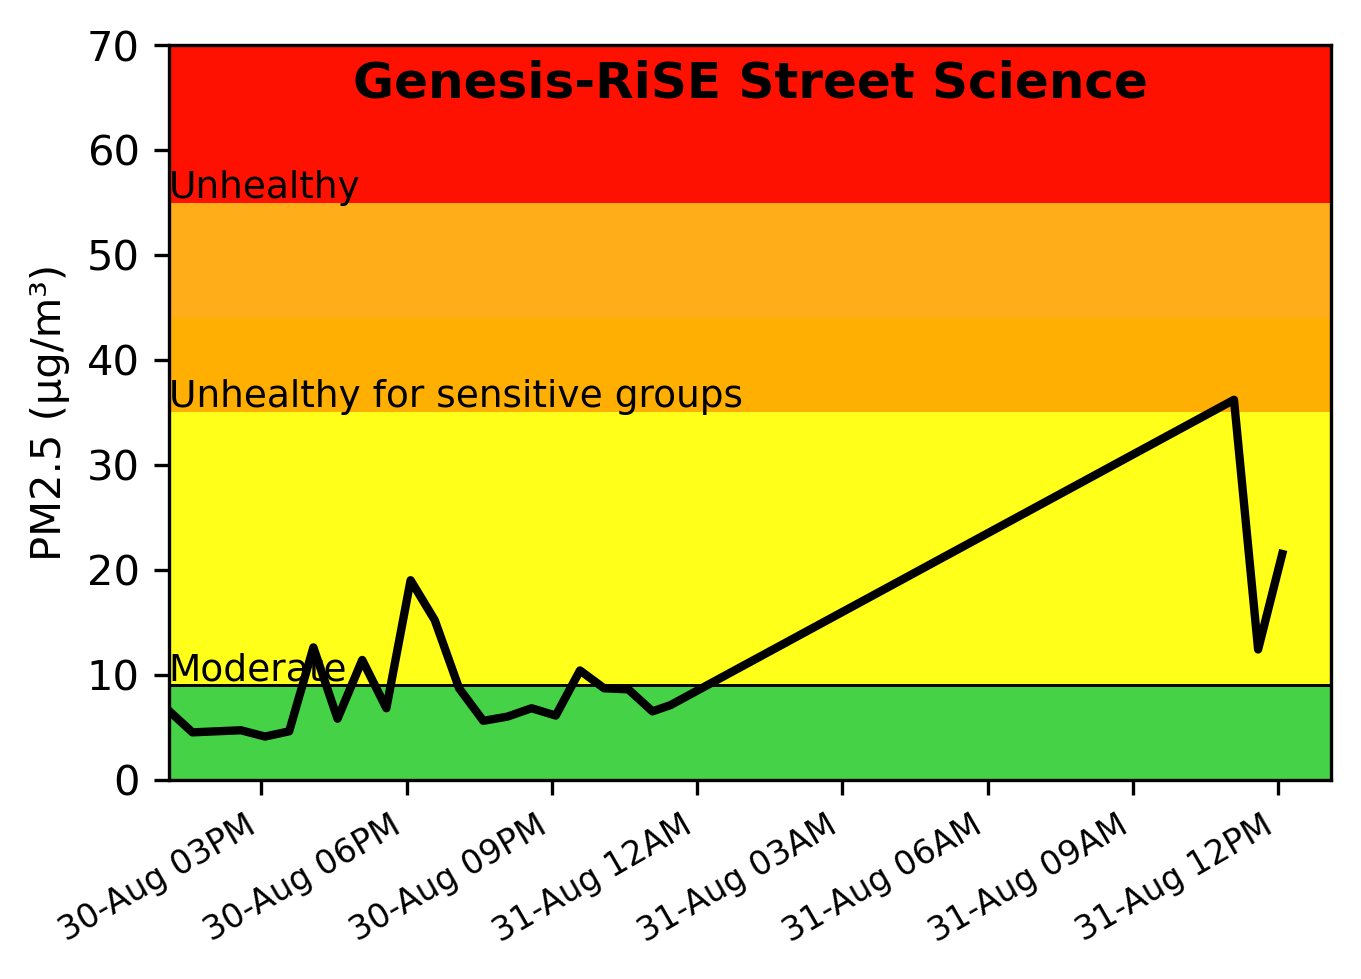 Genesis-RiSE Street Science
PM2.5 (µg/m³)
70
60
50
40
30
20
10
0
Unhealthy
Unhealthy for sensitive groups
Moderate
30-Aug 03PM
30-Aug 06PM
30-Aug 09PM
31-Aug 12AM
31-Aug 03AM
31-Aug 06AM
31-Aug 09AM
31-Aug 12PM